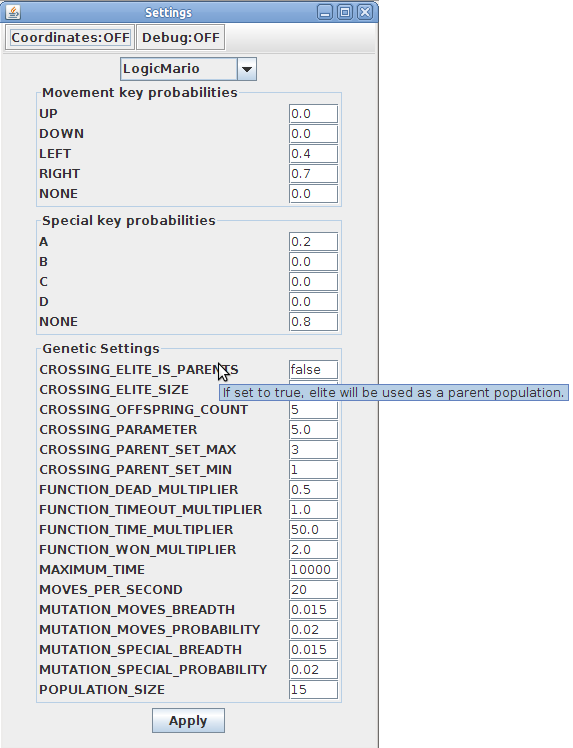 Settings
Coordinates:OFF Debug:OFF
LogicMario
Movement key probabilities
UP 0.0
DOWN 0.0
LEFT 0.4
RIGHT 0.7
NONE 0.0
Special key probabilities
A 0.2
B 0.0
C 0.0
D 0.0
NONE 0.8
Genetic Settings
CROSSING_ELITE_IS_PARENTS false
CROSSING_ELITE_SIZE
If set to true, elite will be used as a parent population.
CROSSING_OFFSPRING_COUNT 5
CROSSING_PARAMETER 5.0
CROSSING_PARENT_SET_MAX 3
CROSSING_PARENT_SET_MIN 1
FUNCTION_DEAD_MULTIPLIER 0.5
FUNCTION_TIMEOUT_MULTIPLIER 1.0
FUNCTION_TIME_MULTIPLIER 50.0
FUNCTION_WON_MULTIPLIER 2.0
MAXIMUM_TIME 10000
MOVES_PER_SECOND 20
MUTATION_MOVES_BREADTH 0.015
MUTATION_MOVES_PROBABILITY 0.02
MUTATION_SPECIAL_BREADTH 0.015
MUTATION_SPECIAL_PROBABILITY 0.02
POPULATION_SIZE 15
Apply